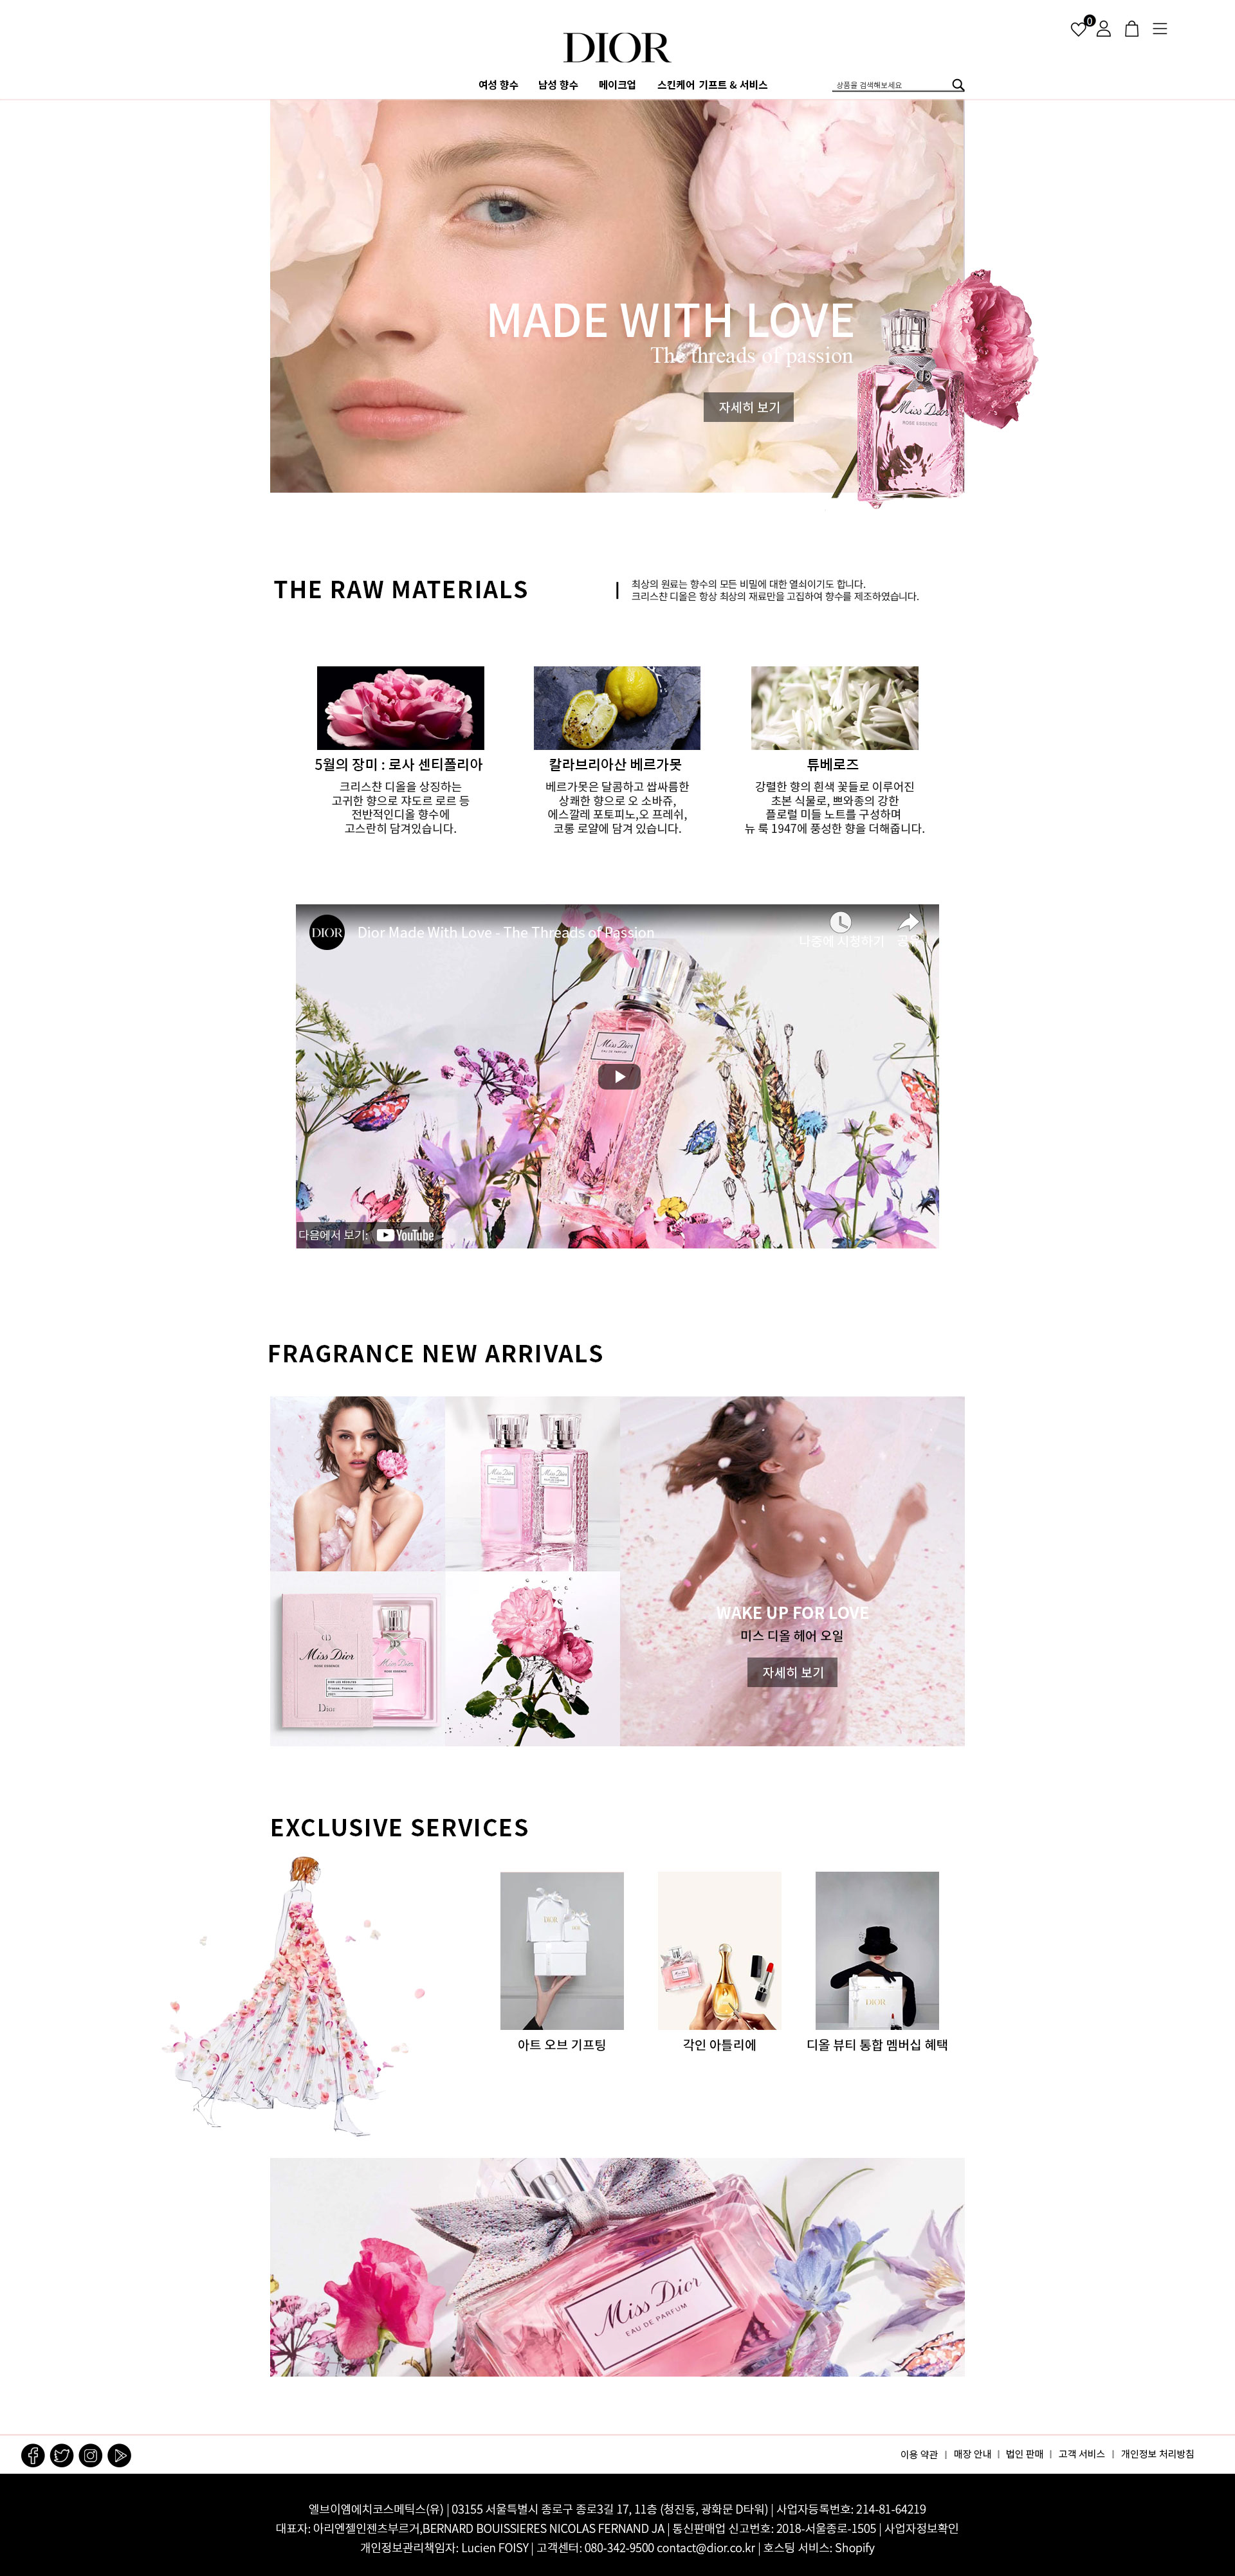 0
DIOR
여성 향수
남성 향수
메이크업
스킨케어
기프트 & 서비스
상품을 검색해보세요
MADE WITH LOVE
The threads of passion
자세히 보기
Miss Dior
ROSE ESSENCE
THE RAW MATERIALS
최상의 원료는 향수의 모든 비밀에 대한 열쇠이기도 합니다.
크리스챤 디올은 항상 최상의 재료만을 고집하여 향수를 제조하였습니다.
5월의 장미 : 로사 센티폴리아
크리스챤 디올을 상징하는
고귀한 향으로 쟈도르 로르 등
전반적인디올 향수에
고스란히 담겨있습니다.
칼라브리아산 베르가못
베르가못은 달콤하고 쌉싸름한
상쾌한 향으로 오 소바쥬,
에스깔레 포토피노,오 프레쉬,
코롱 로얄에 담겨 있습니다.
튜베로즈
강렬한 향의 흰색 꽃들로 이루어진
초본 식물로, 쁘와종의 강한
플로럴 미들 노트를 구성하며
뉴 룩 1947에 풍성한 향을 더해줍니다.
DIOR
Dior Made With Love - The Threads of Passion
나중에 시청하기
Miss Dior
EAU DE PARFUM
다음에서 보기:
YouTube
FRAGRANCE NEW ARRIVALS
Miss Dior
Miss Dior
Miss Dior
ROSE ESSENCE
Miss Dior
ROSE ESSENCE
Dior
WAKE UP FOR LOVE
미스 디올 헤어 오일
자세히 보기
EXCLUSIVE SERVICES
DIOR
DIOR
아트 오브 기프팅
각인 아틀리에
디올 뷰티 통합 멤버십 혜택
Miss Dior
EAU DE PARFUM
이용 약관 | 매장 안내 | 법인 판매 | 고객 서비스 | 개인정보 처리방침
엘브이엠에치코스메틱스(유) | 03155 서울특별시 종로구 종로3길 17, 11층 (청진동, 광화문 D타워) | 사업자등록번호: 214-81-64219
대표자: 아리엔젤인젠츠부르거,BERNARD BOUISSIERES NICOLAS FERNAND JA | 통신판매업 신고번호: 2018-서울종로-1505 | 사업자정보확인
개인정보관리책임자: Lucien FOISY | 고객센터: 080-342-9500 contact@dior.co.kr | 호스팅 서비스: Shopify